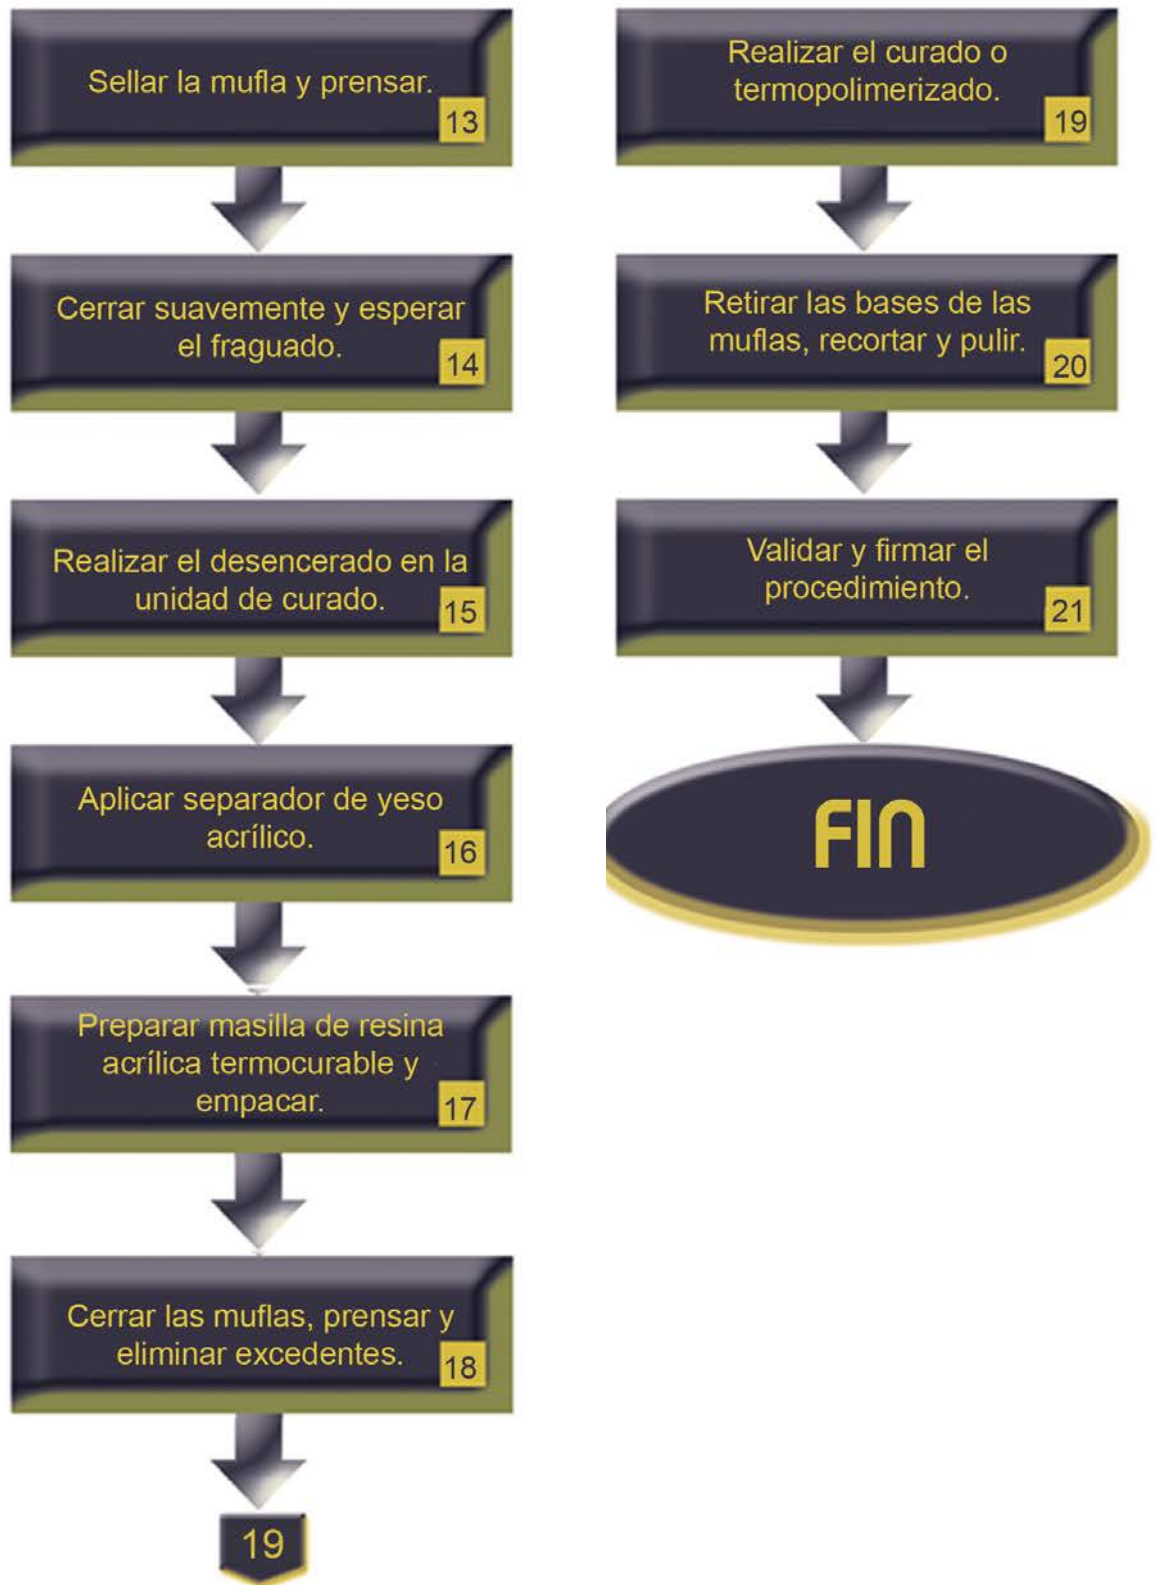 Sellar la mufla y prensar.
13
Cerrar suavemente y esperar
el fraguado.
14
Realizar el desencerado en la
unidad de curado.
15
Aplicar separador de yeso
acrílico.
16
Preparar masilla de resina
acrílica termocurable y
empacar.
17
Cerrar las muflas, prensar y
eliminar excedentes.
18
19
Realizar el curado o
termopolimerizado.
19
Retirar las bases de las
muflas, recortar y pulir.
20
Validar y firmar el
procedimiento.
21
FIN